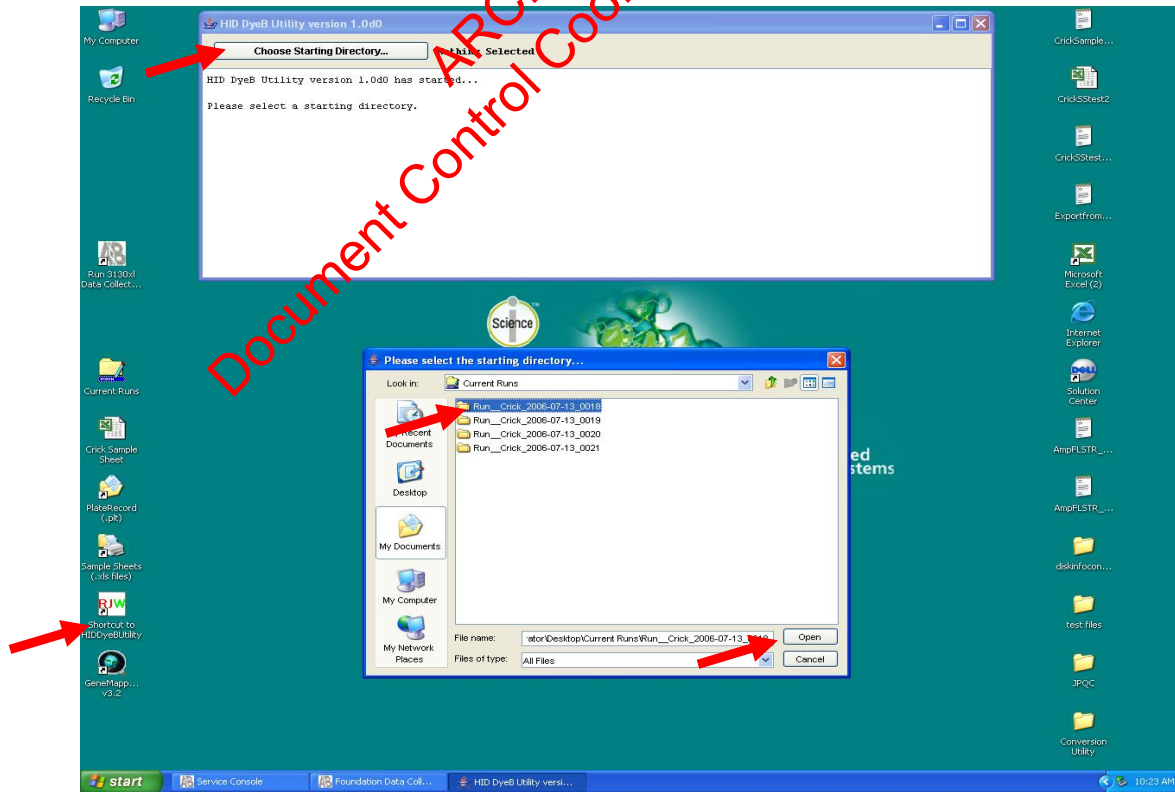 My Computer
Recycle Bin
Run 3130xl
Data Collect...
Current Runs
Crick Sample
Sheet
PlateRecord
(.plt)
Sample Sheets
(.xls files)
RJW
Shortcut to
HIDDyeBUtility
GeneMapp...
v3.2
HID DyeB Utility version 1.0d0
Choose Starting Directory...
Nothing Selected
HID DyeB Utility version 1.0d0 has started...
Please select a starting directory.
ARC
Document Control Coo
Science
Please select the starting directory...
Look in:
Current Runs
Run__Crick_2006-07-13_0018
Run__Crick_2006-07-13_0019
Run__Crick_2006-07-13_0020
Run__Crick_2006-07-13_0021
My Recent
Documents
Desktop
My Documents
My Computer
My Network
Places
File name:
ator\Desktop\Current Runs\Run__Crick_2006-07-13_0018
Open
Files of type:
All Files
Cancel
ed
stems
CrickSample...
CrickSStest2
CrickSStest...
Exportfrom...
Microsoft
Excel (2)
Internet
Explorer
DELL
Solution
Center
AmpFLSTR_...
AmpFLSTR_...
diskinfocon...
test files
JPQC
Conversion
Utility
start
Service Console
Foundation Data Coll...
HID DyeB Utility versi...
10:23 AM